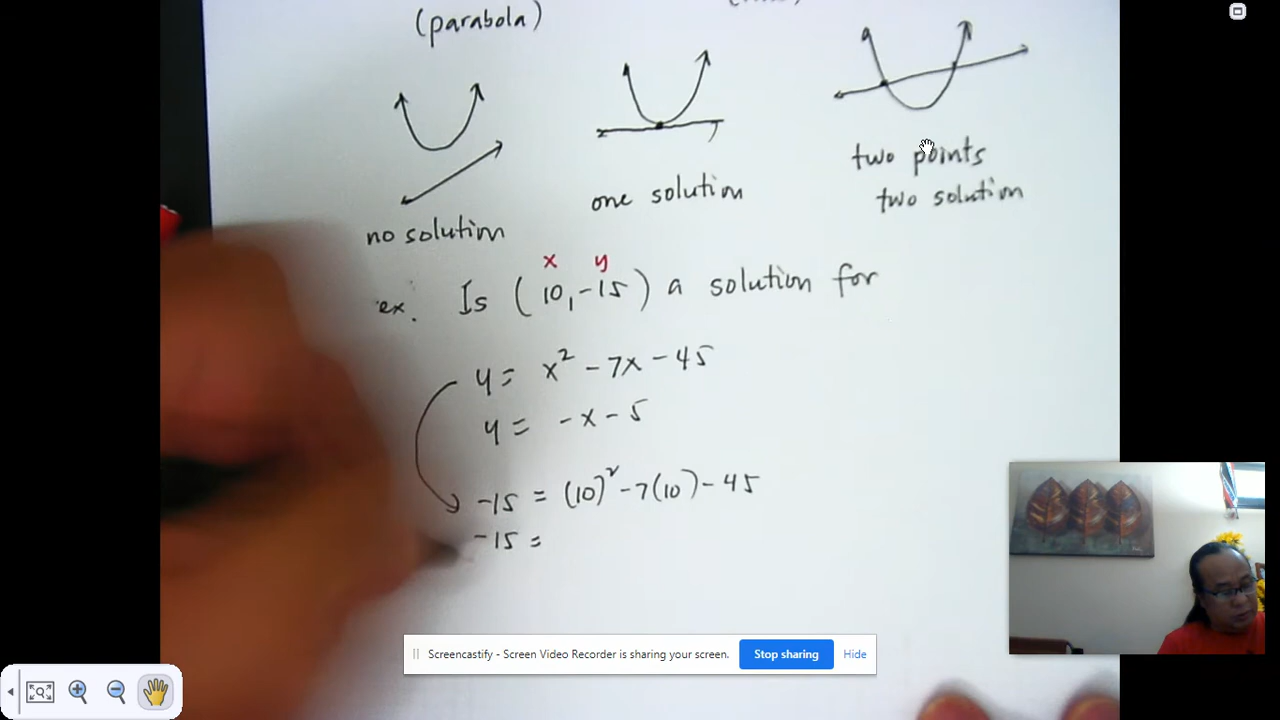 (parabola)
no solution
one solution
two points
two solution
x y
ex. Is (10, -15) a solution for
y = x² - 7x - 45
y = -x - 5
-15 = (10)² - 7(10) - 45
-15 =
Screencastify - Screen Video Recorder is sharing your screen. Stop sharing Hide